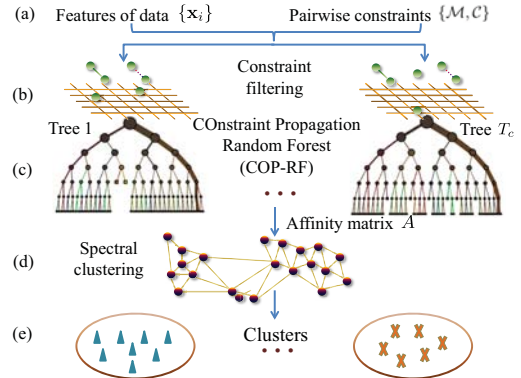 (a) Features of data {x_i} Pairwise constraints {M, C}
Constraint
filtering
(b)
Tree 1 COnstraint Propagation Tree T_c
Random Forest
(c) (COP-RF)
• • •
Affinity matrix A
Spectral
(d) clustering
(e) Clusters
• • •